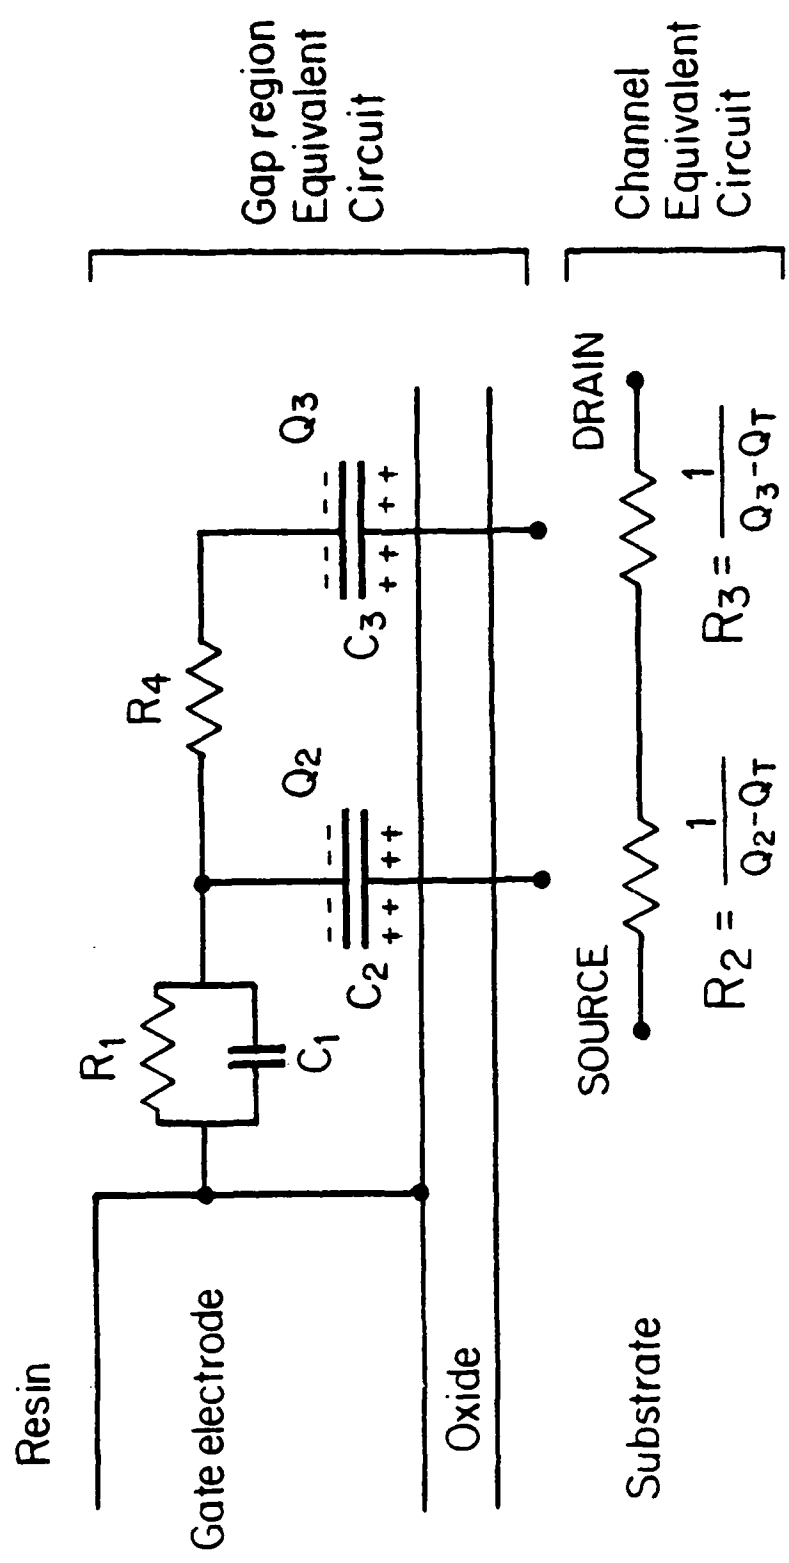 Resin
Gate electrode
Oxide
Substrate
R1
C1
R4
C2
Q2
C3
Q3
- - - -
+ + + +
- - - -
+ + + +
Gap region
Equivalent
Circuit
SOURCE
DRAIN
R2 = 1
Q2-QT
R3 = 1
Q3-QT
Channel
Equivalent
Circuit